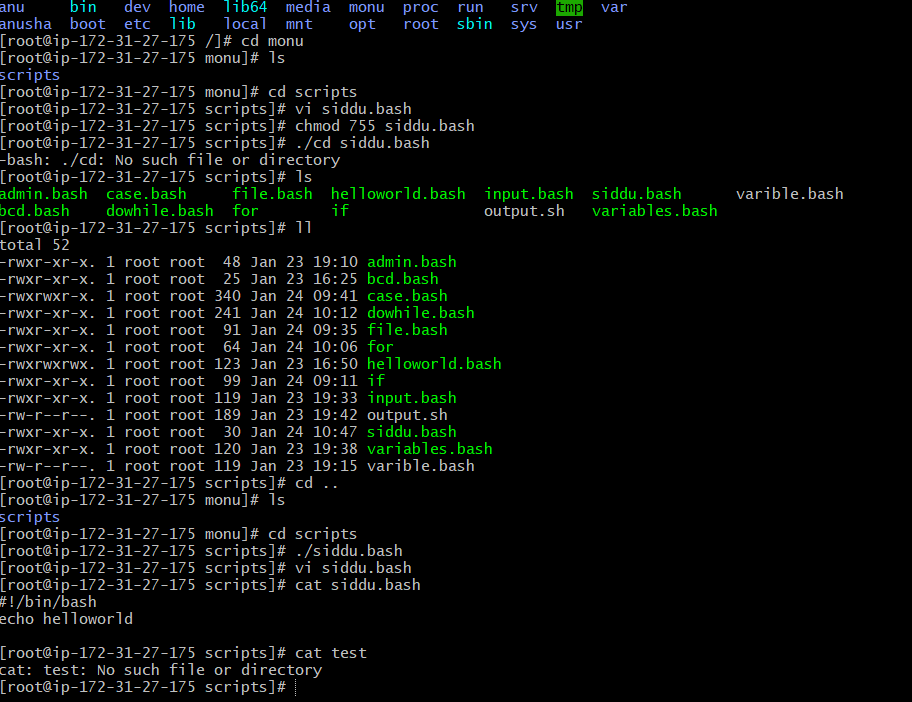 anu     bin   dev  home  lib64  media  monu  proc  run   srv  tmp  var
anusha  boot  etc  lib   local  mnt    opt   root  sbin  sys  usr
[root@ip-172-31-27-175 /]# cd monu
[root@ip-172-31-27-175 monu]# ls
scripts
[root@ip-172-31-27-175 monu]# cd scripts
[root@ip-172-31-27-175 scripts]# vi siddu.bash
[root@ip-172-31-27-175 scripts]# chmod 755 siddu.bash
[root@ip-172-31-27-175 scripts]# ./cd siddu.bash
-bash: ./cd: No such file or directory
[root@ip-172-31-27-175 scripts]# ls
admin.bash  case.bash     file.bash  helloworld.bash  input.bash  siddu.bash      varible.bash
bcd.bash    dowhile.bash  for        if               output.sh   variables.bash
[root@ip-172-31-27-175 scripts]# ll
total 52
-rwxr-xr-x. 1 root root  48 Jan 23 19:10 admin.bash
-rwxr-xr-x. 1 root root  25 Jan 23 16:25 bcd.bash
-rwxrwxr-x. 1 root root 340 Jan 24 09:41 case.bash
-rwxr-xr-x. 1 root root 241 Jan 24 10:12 dowhile.bash
-rwxr-xr-x. 1 root root  91 Jan 24 09:35 file.bash
-rwxr-xr-x. 1 root root  64 Jan 24 10:06 for
-rwxrwxrwx. 1 root root 123 Jan 23 16:50 helloworld.bash
-rwxr-xr-x. 1 root root  99 Jan 24 09:11 if
-rwxr-xr-x. 1 root root 119 Jan 23 19:33 input.bash
-rw-r--r--. 1 root root 189 Jan 23 19:42 output.sh
-rwxr-xr-x. 1 root root  30 Jan 24 10:47 siddu.bash
-rwxr-xr-x. 1 root root 120 Jan 23 19:38 variables.bash
-rw-r--r--. 1 root root 119 Jan 23 19:15 varible.bash
[root@ip-172-31-27-175 scripts]# cd ..
[root@ip-172-31-27-175 monu]# ls
scripts
[root@ip-172-31-27-175 monu]# cd scripts
[root@ip-172-31-27-175 scripts]# ./siddu.bash
[root@ip-172-31-27-175 scripts]# vi siddu.bash
[root@ip-172-31-27-175 scripts]# cat siddu.bash
#!/bin/bash
echo helloworld
[root@ip-172-31-27-175 scripts]# cat test
cat: test: No such file or directory
[root@ip-172-31-27-175 scripts]#